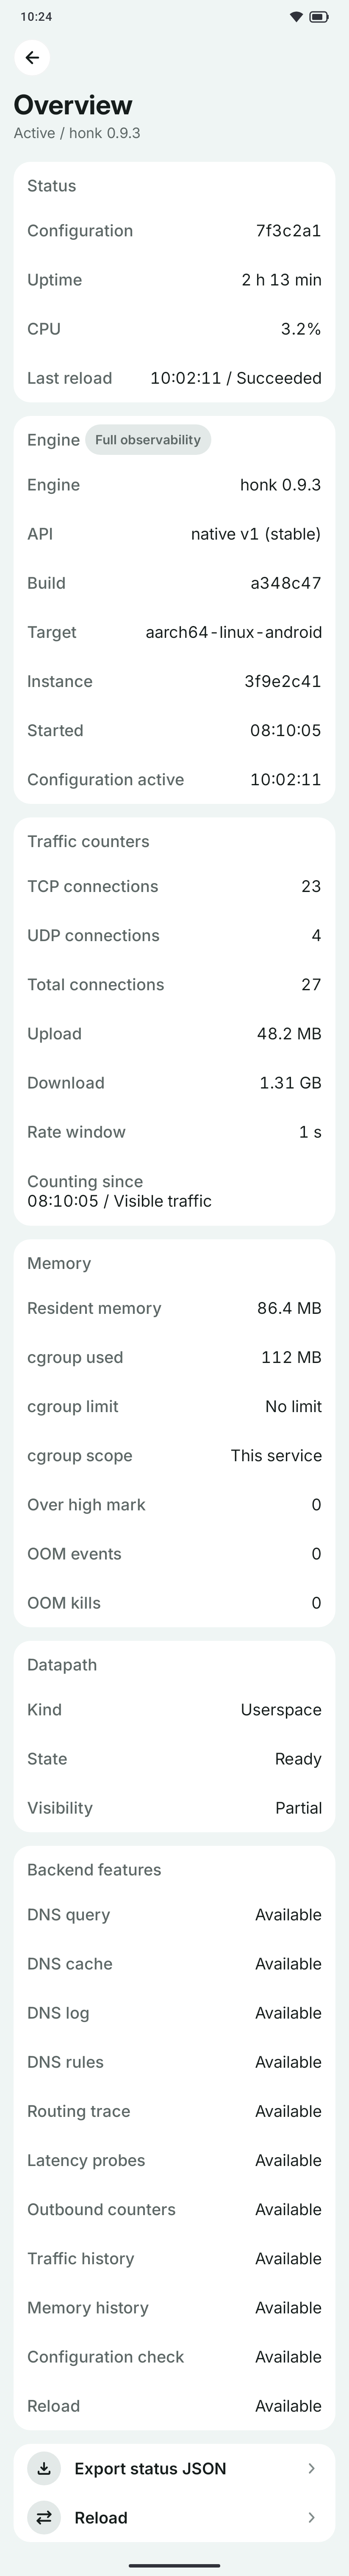 10:24
Overview
Active / honk 0.9.3
Status
Configuration 7f3c2a1
Uptime 2 h 13 min
CPU 3.2%
Last reload 10:02:11 / Succeeded
Engine Full observability
Engine honk 0.9.3
API native v1 (stable)
Build a348c47
Target aarch64-linux-android
Instance 3f9e2c41
Started 08:10:05
Configuration active 10:02:11
Traffic counters
TCP connections 23
UDP connections 4
Total connections 27
Upload 48.2 MB
Download 1.31 GB
Rate window 1 s
Counting since
08:10:05 / Visible traffic
Memory
Resident memory 86.4 MB
cgroup used 112 MB
cgroup limit No limit
cgroup scope This service
Over high mark 0
OOM events 0
OOM kills 0
Datapath
Kind Userspace
State Ready
Visibility Partial
Backend features
DNS query Available
DNS cache Available
DNS log Available
DNS rules Available
Routing trace Available
Latency probes Available
Outbound counters Available
Traffic history Available
Memory history Available
Configuration check Available
Reload Available
Export status JSON
Reload